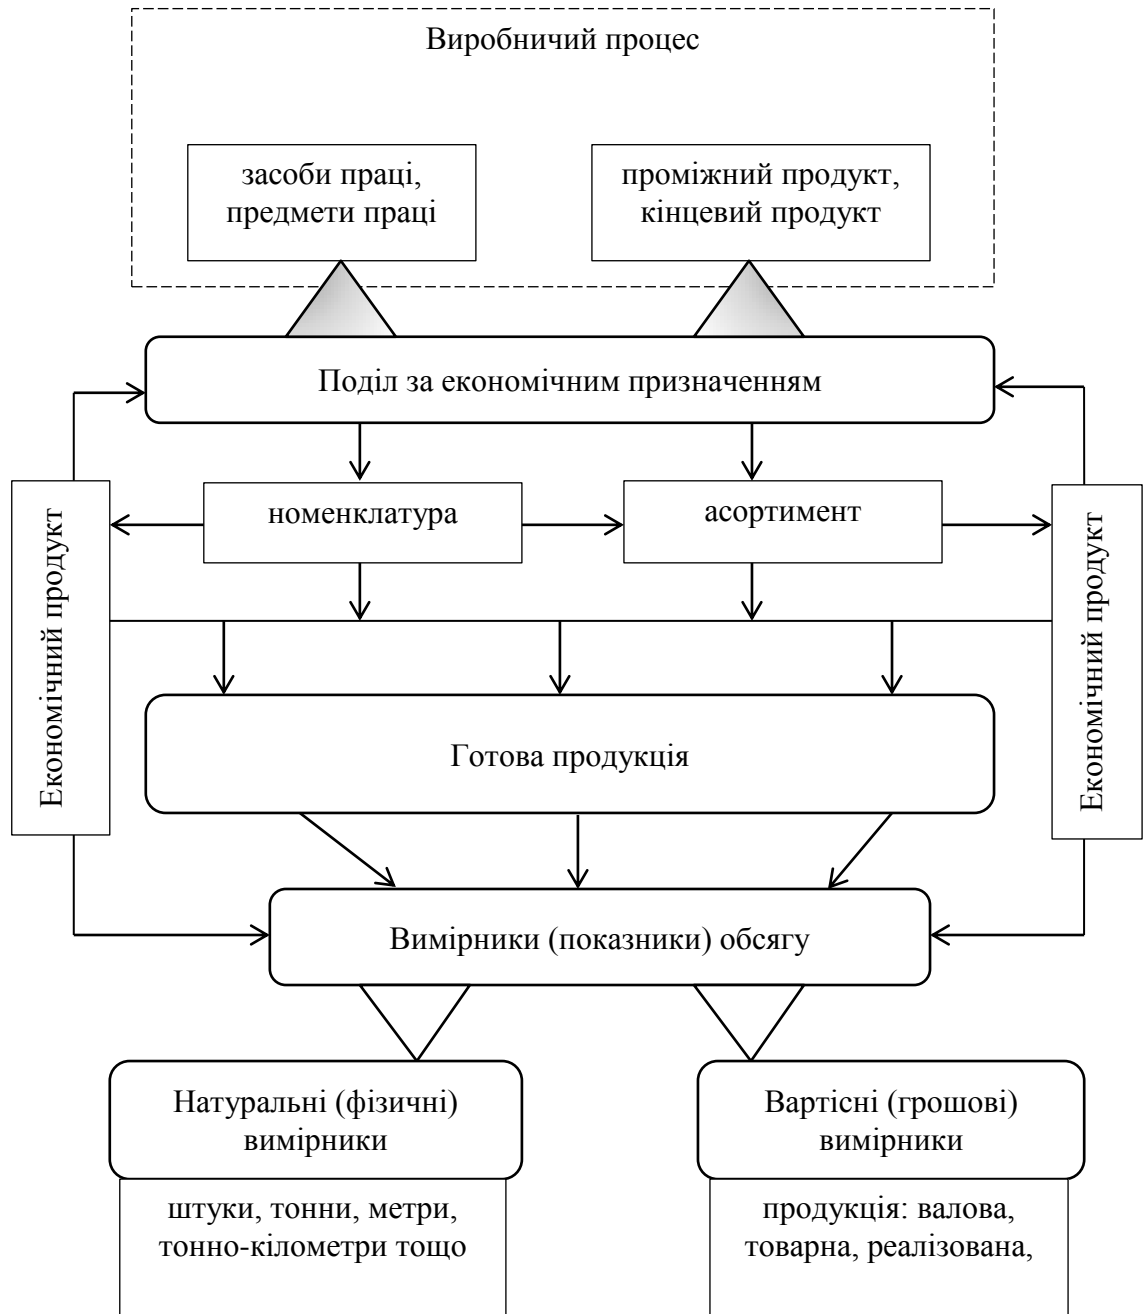 Виробничий процес
засоби праці,
предмети праці
проміжний продукт,
кінцевий продукт
Поділ за економічним призначенням
Економічний продукт
номенклатура
асортимент
Економічний продукт
Готова продукція
Вимірники (показники) обсягу
Натуральні (фізичні)
вимірники
Вартісні (грошові)
вимірники
штуки, тонни, метри,
тонно-кілометри тощо
продукція: валова,
товарна, реалізована,